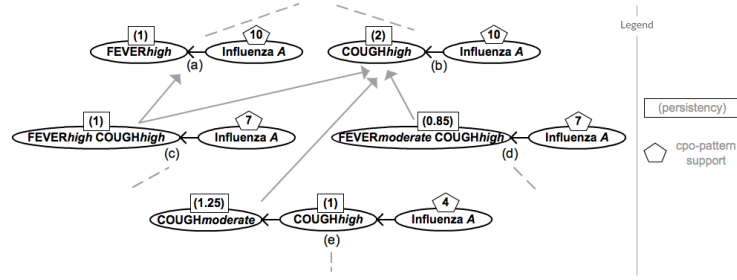 (1) 10 (2) 10
FEVERhigh Influenza A COUGHhigh Influenza A
(a) (b)
Legend
(persistency)
cpo-pattern
support
(1) 7 (0.85) 7
FEVERhigh COUGHhigh Influenza A FEVERmoderate COUGHhigh Influenza A
(c) (d)
(1.25) (1) 4
COUGHmoderate COUGHhigh Influenza A
(e)